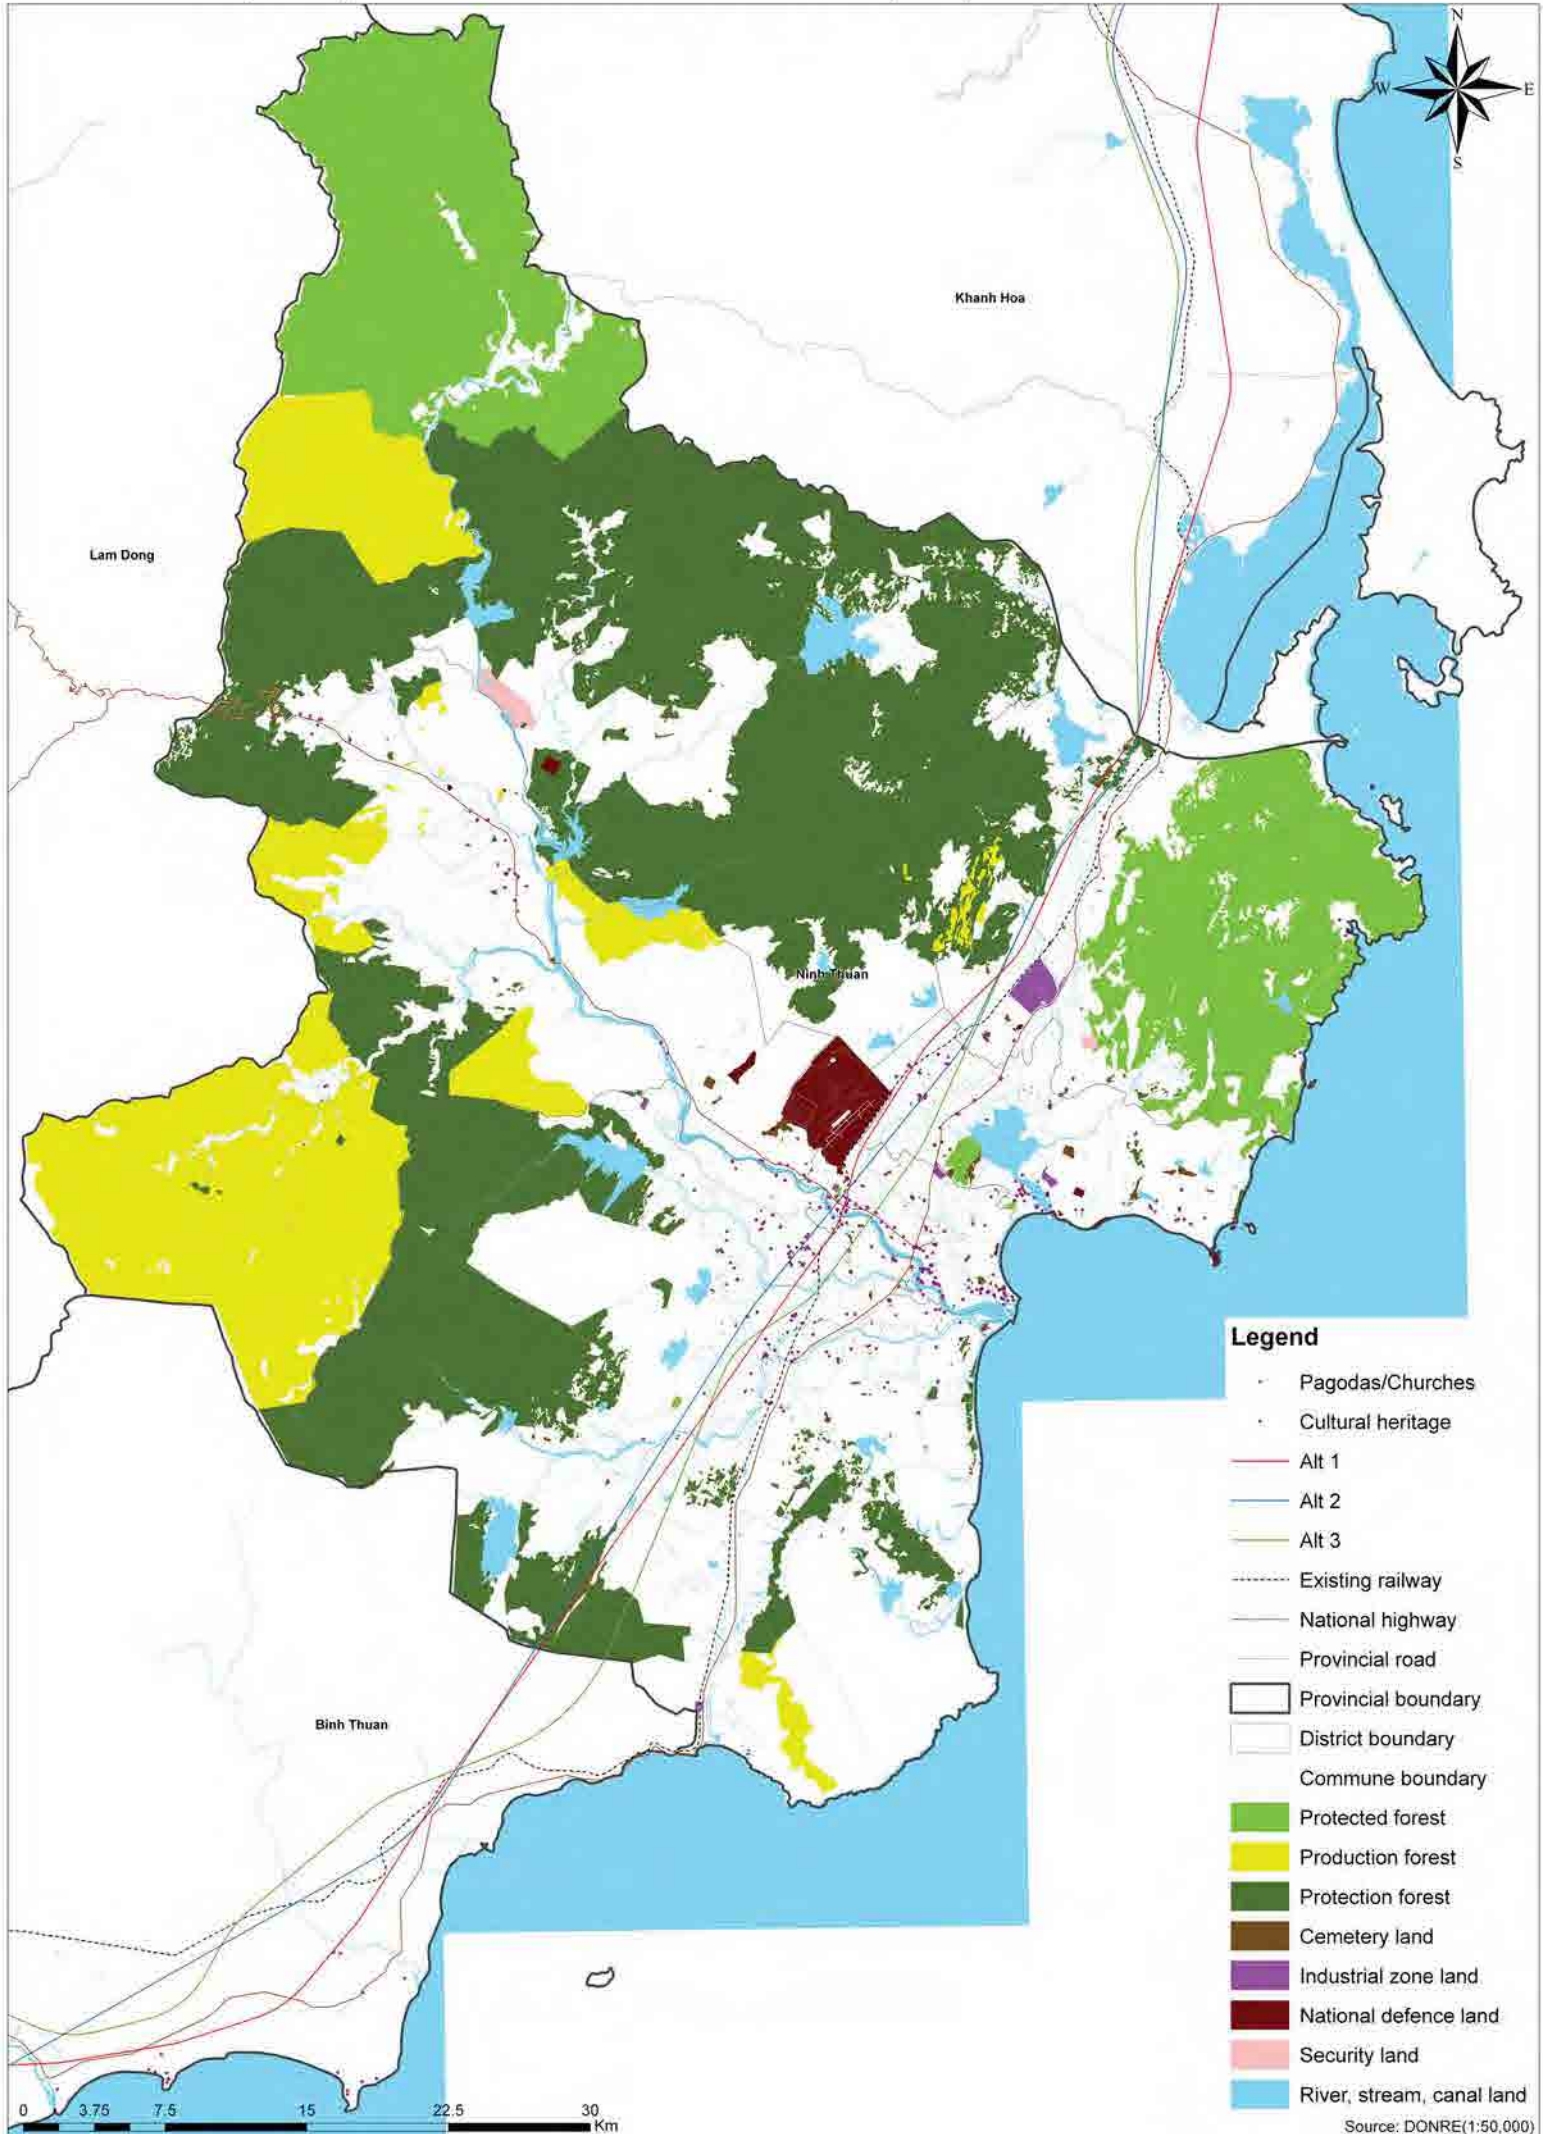 N
W
E
S
Khanh Hoa
Lam Dong
Ninh Thuan
Binh Thuan
Legend
Pagodas/Churches
Cultural heritage
Alt 1
Alt 2
Alt 3
Existing railway
National highway
Provincial road
Provincial boundary
District boundary
Commune boundary
Protected forest
Production forest
Protection forest
Cemetery land
Industrial zone land
National defence land
Security land
River, stream, canal land
0 3.75 7.5 15 22.5 30
Km
Source: DONRE(1:50,000)